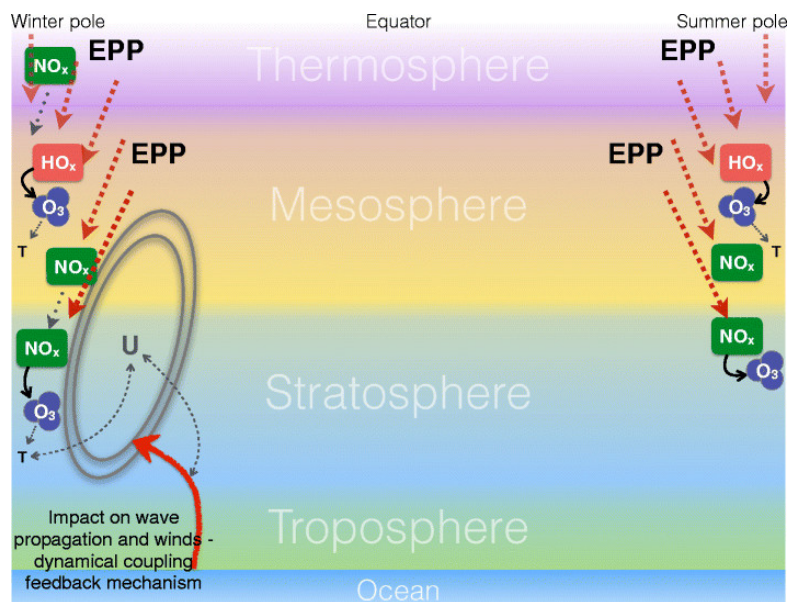 Winter pole
Equator
Summer pole
EPP
EPP
NOₓ
Thermosphere
EPP
EPP
HOₓ
HOₓ
O₃
O₃
Mesosphere
T
T
NOₓ
NOₓ
NOₓ
NOₓ
U
O₃
O₃
Stratosphere
T
Impact on wave
propagation and winds -
dynamical coupling
feedback mechanism
Troposphere
Ocean